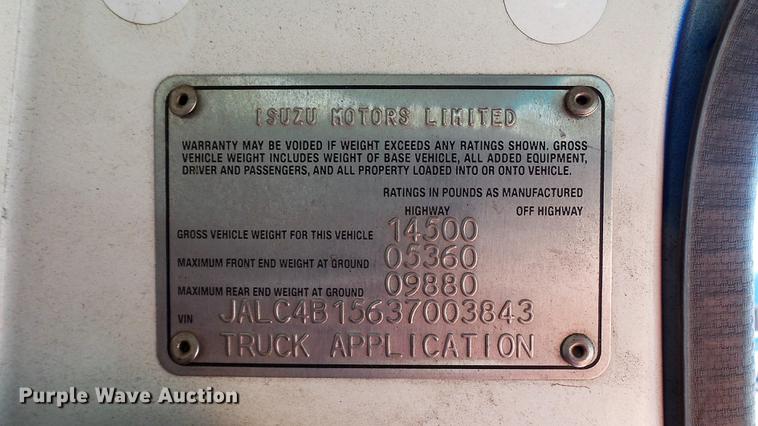 ISUZU MOTORS LIMITED
WARRANTY MAY BE VOIDED IF WEIGHT EXCEEDS ANY RATINGS SHOWN. GROSS
VEHICLE WEIGHT INCLUDES WEIGHT OF BASE VEHICLE, ALL ADDED EQUIPMENT,
DRIVER AND PASSENGERS, AND ALL PROPERTY LOADED INTO OR ONTO VEHICLE.
RATINGS IN POUNDS AS MANUFACTURED
HIGHWAY OFF HIGHWAY
GROSS VEHICLE WEIGHT FOR THIS VEHICLE 14500
MAXIMUM FRONT END WEIGHT AT GROUND 05360
MAXIMUM REAR END WEIGHT AT GROUND 09880
VIN JALC4B15637003843
TRUCK APPLICATION
Purple Wave Auction